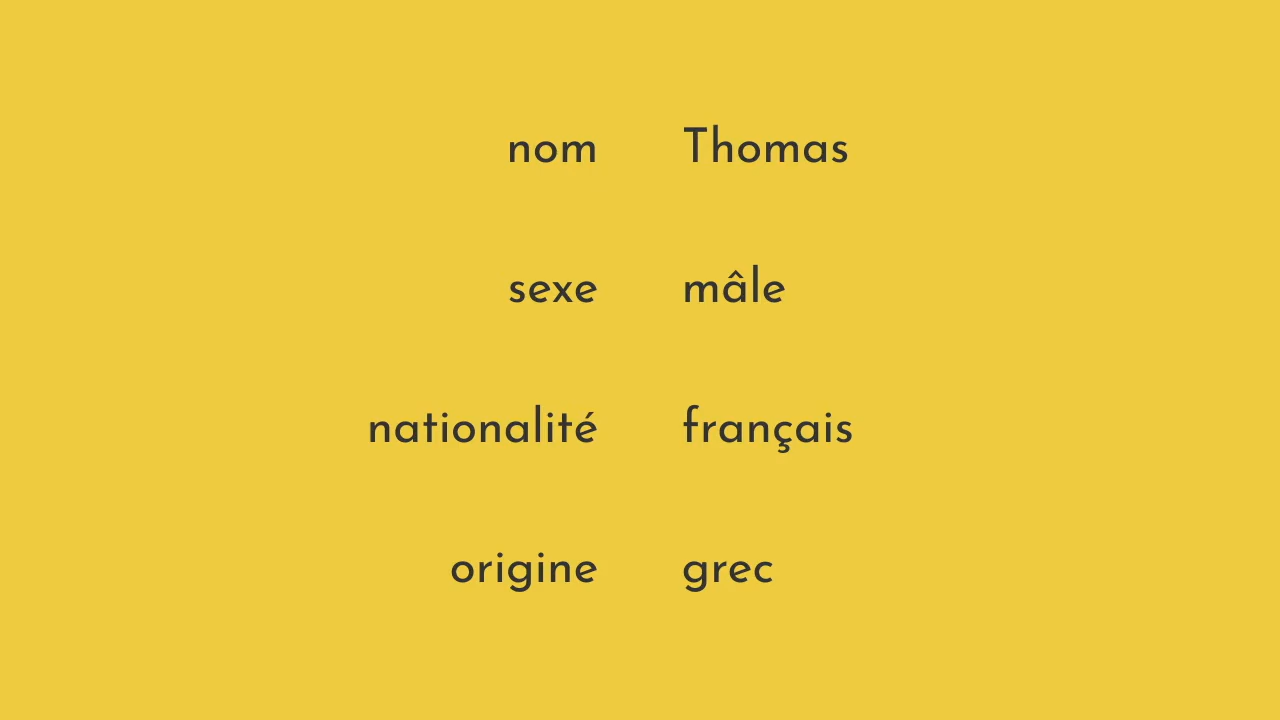 nom Thomas
sexe mâle
nationalité français
origine grec